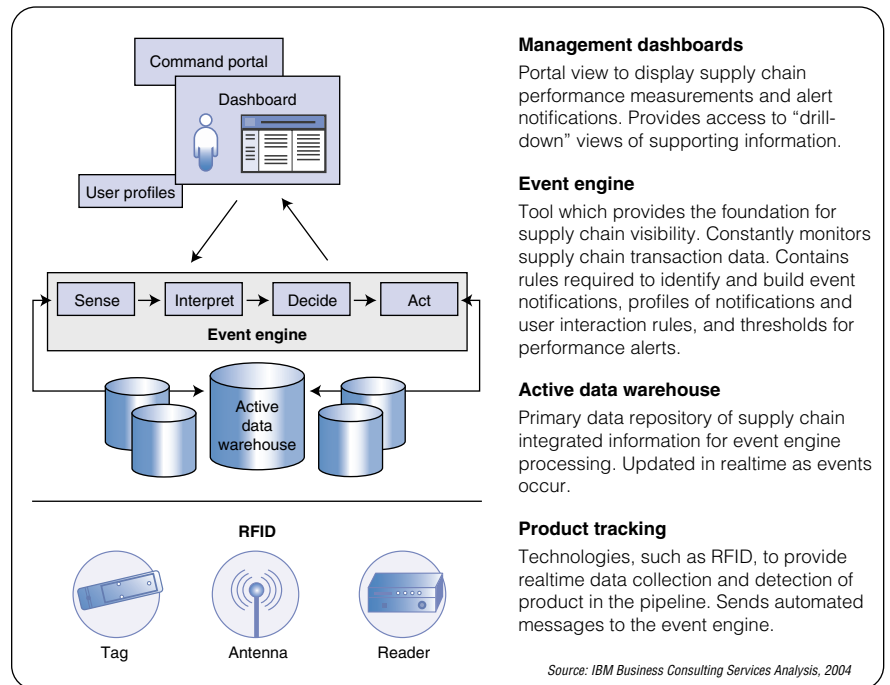 Command portal
Dashboard
User profiles
Sense
Interpret
Decide
Act
Event engine
Active
data
warehouse
RFID
Tag
Antenna
Reader
Management dashboards
Portal view to display supply chain
performance measurements and alert
notifications. Provides access to “drill-
down” views of supporting information.
Event engine
Tool which provides the foundation for
supply chain visibility. Constantly monitors
supply chain transaction data. Contains
rules required to identify and build event
notifications, profiles of notifications and
user interaction rules, and thresholds for
performance alerts.
Active data warehouse
Primary data repository of supply chain
integrated information for event engine
processing. Updated in realtime as events
occur.
Product tracking
Technologies, such as RFID, to provide
realtime data collection and detection of
product in the pipeline. Sends automated
messages to the event engine.
Source: IBM Business Consulting Services Analysis, 2004